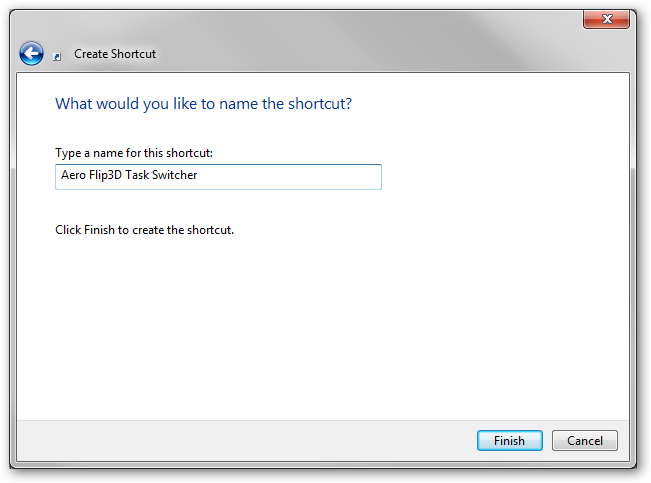 Create Shortcut
What would you like to name the shortcut?
Type a name for this shortcut:
Aero Flip3D Task Switcher
Click Finish to create the shortcut.
Finish
Cancel